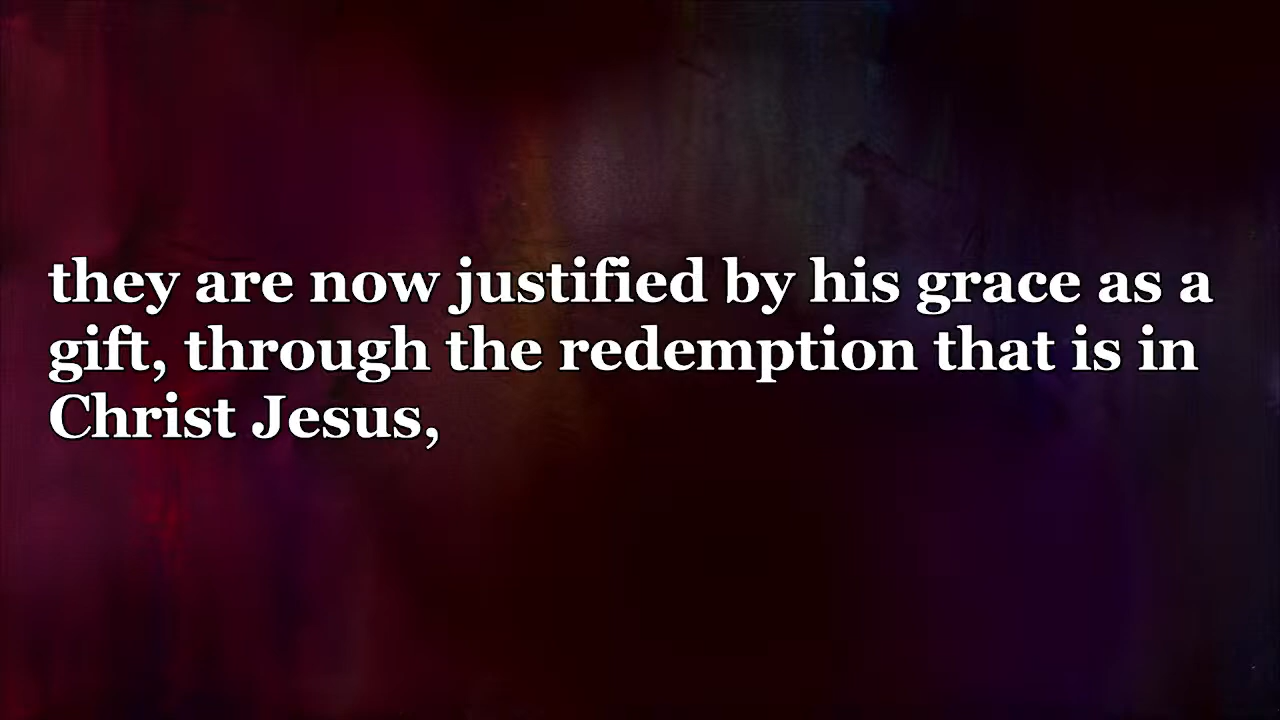 they are now justified by his grace as a
gift, through the redemption that is in
Christ Jesus,